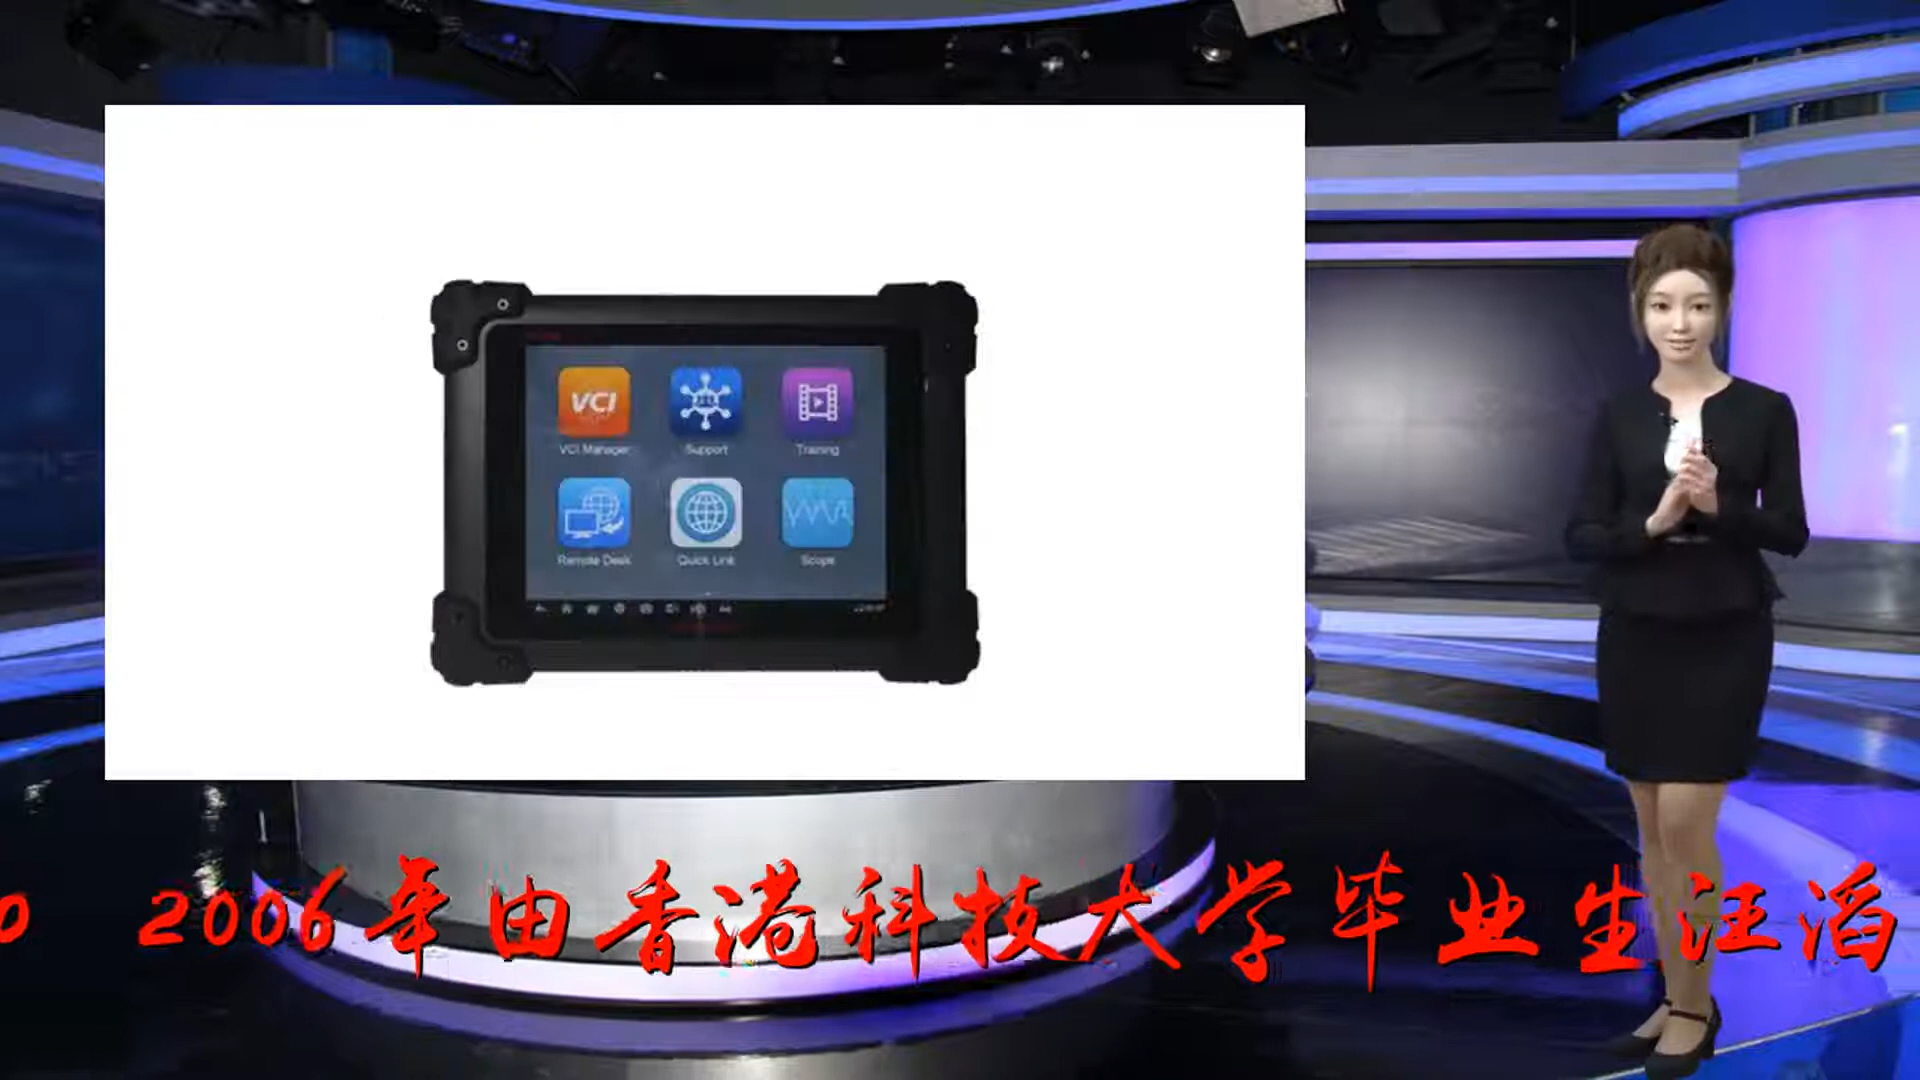 VCI
VCI Manager
Support
Training
Remote Desk
Quick Link
Scope
0 2006年由香港科技大学毕业生汪滔